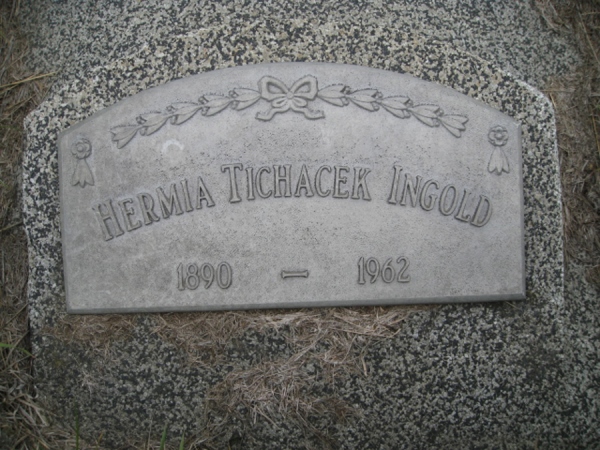 HERMIA TICHACEK INGOLD
1890 — 1962